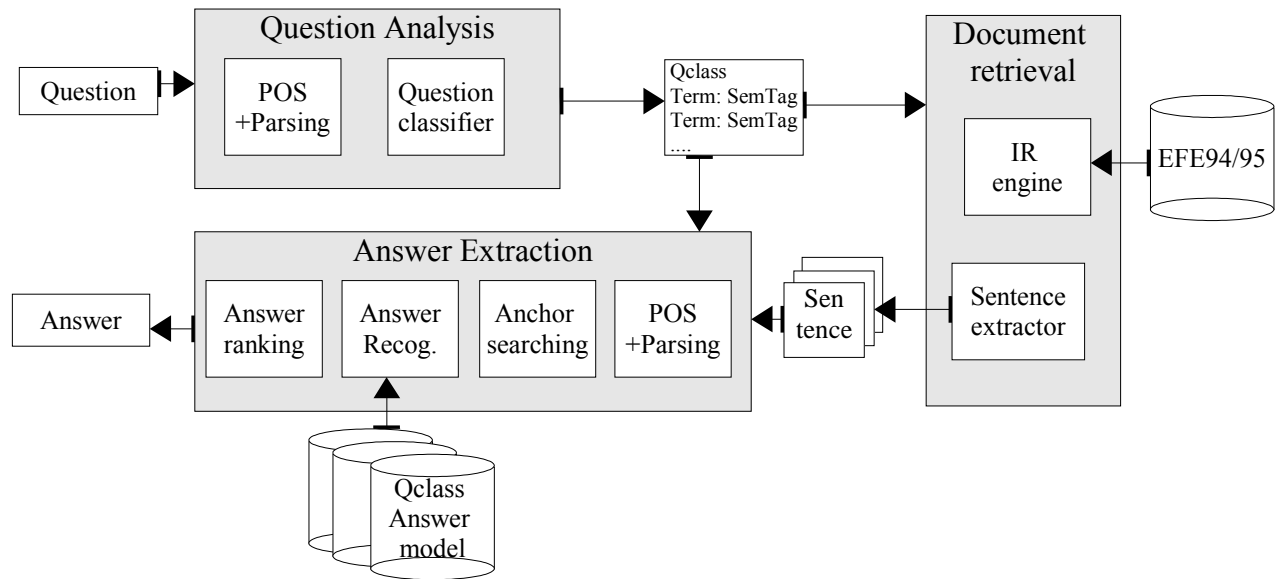 Question Analysis
Question
POS
+Parsing
Question
classifier
Qclass
Term: SemTag
Term: SemTag
....
Document
retrieval
IR
engine
EFE94/95
Sentence
extractor
Sen
tence
Answer Extraction
Answer
Answer
ranking
Answer
Recog.
Anchor
searching
POS
+Parsing
Qclass
Answer
model